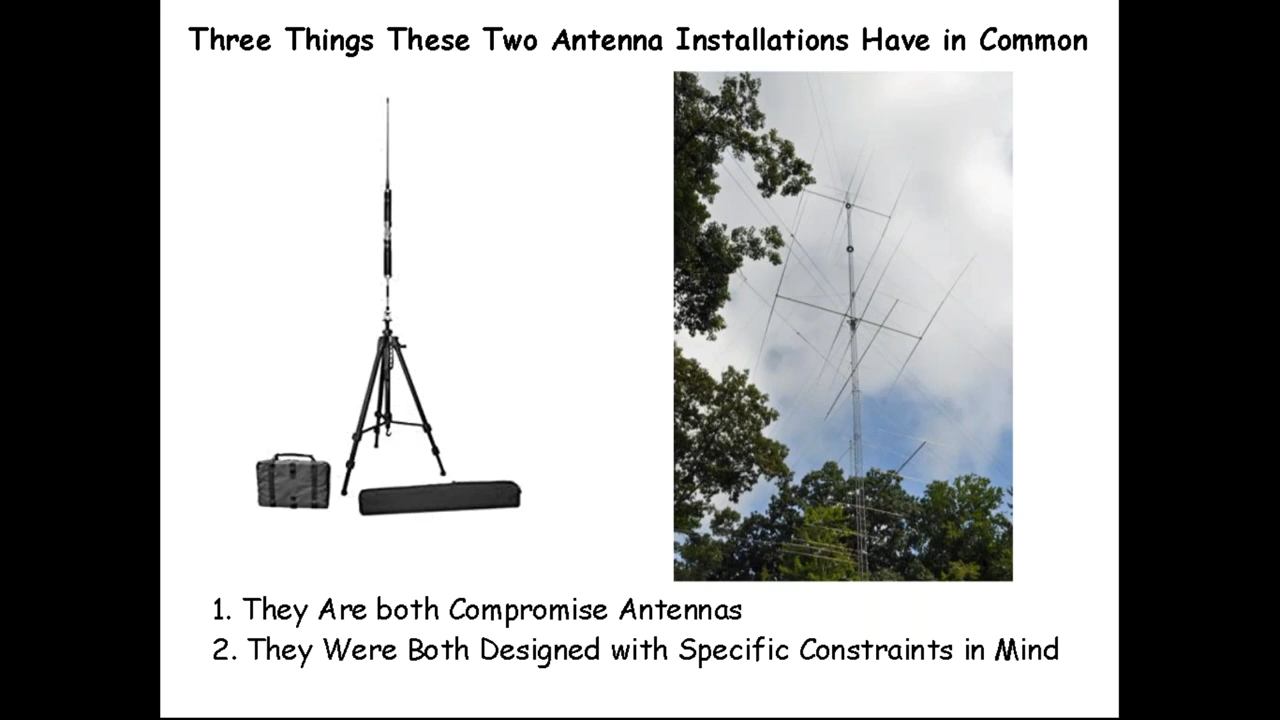 Three Things These Two Antenna Installations Have in Common
1. They Are both Compromise Antennas
2. They Were Both Designed with Specific Constraints in Mind